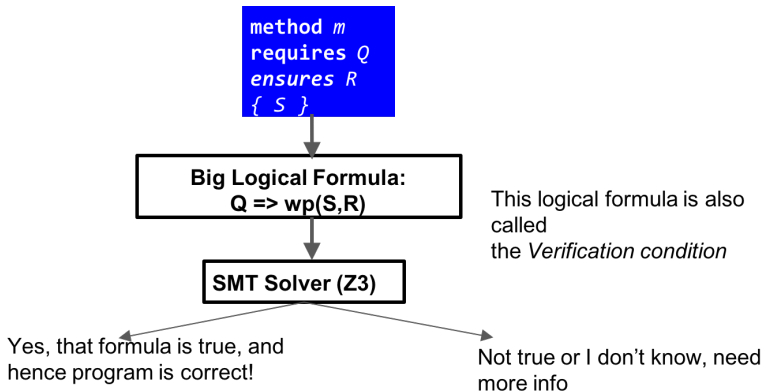 method m
requires Q
ensures R
{ S }
Big Logical Formula:
Q => wp(S,R)
This logical formula is also
called
the Verification condition
SMT Solver (Z3)
Yes, that formula is true, and
hence program is correct!
Not true or I don't know, need
more info